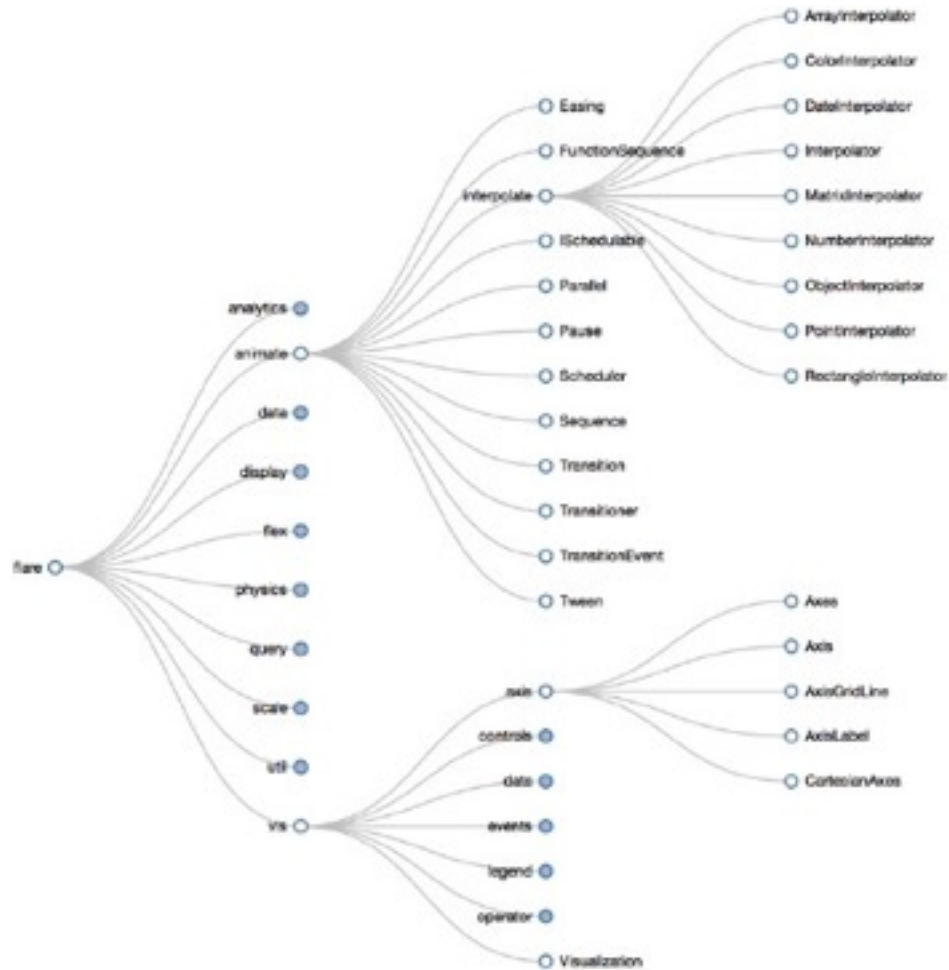 flare
analytics
animate
data
display
flex
physics
query
scale
util
vis
Easing
FunctionSequence
interpolate
ISchedulable
Parallel
Pause
Scheduler
Sequence
Transition
Transitioner
TransitionEvent
Tween
ArrayInterpolator
ColorInterpolator
DateInterpolator
Interpolator
MatrixInterpolator
NumberInterpolator
ObjectInterpolator
PointInterpolator
RectangleInterpolator
axis
controls
data
events
legend
operator
Visualization
Axes
Axis
AxisGridLine
AxisLabel
CartesianAxes